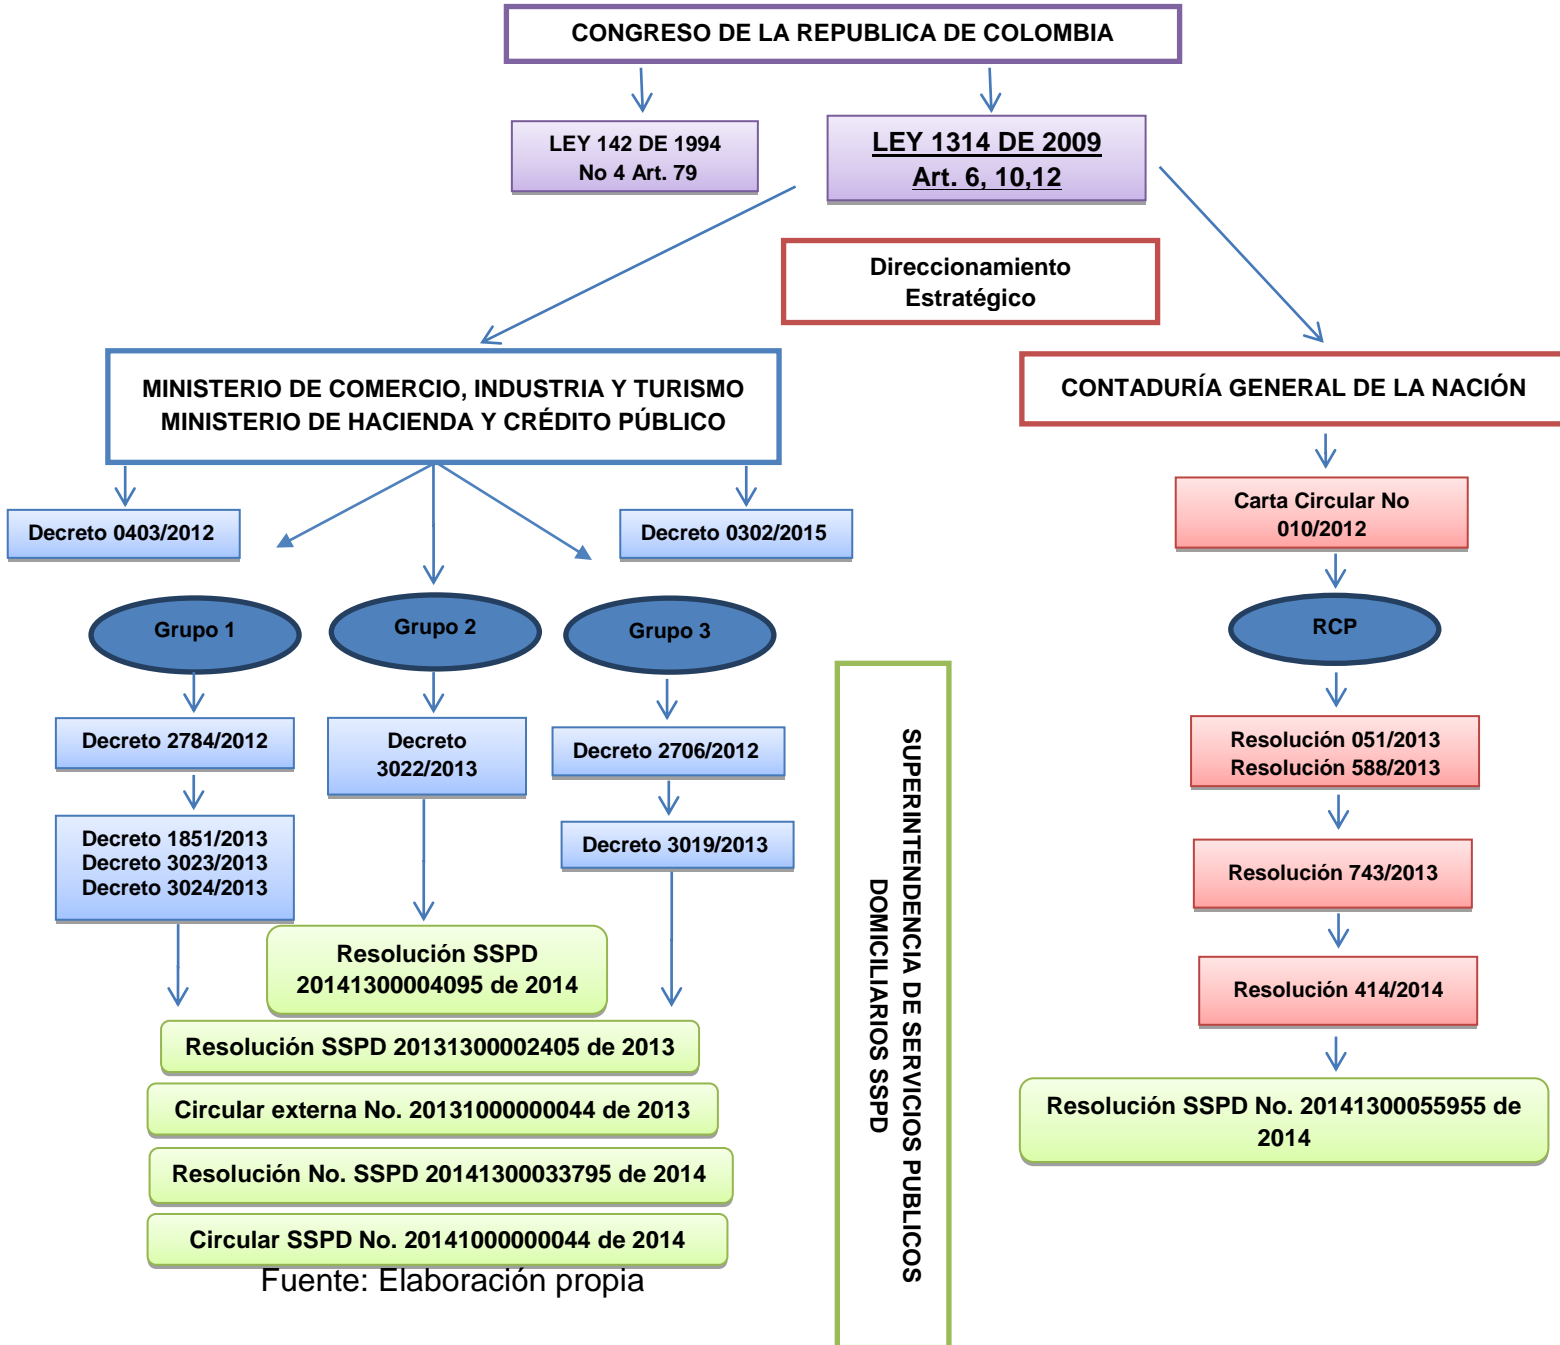 CONGRESO DE LA REPUBLICA DE COLOMBIA
LEY 142 DE 1994
No 4 Art. 79
LEY 1314 DE 2009
Art. 6, 10,12
Direccionamiento
Estratégico
MINISTERIO DE COMERCIO, INDUSTRIA Y TURISMO
MINISTERIO DE HACIENDA Y CRÉDITO PÚBLICO
CONTADURÍA GENERAL DE LA NACIÓN
Decreto 0403/2012
Decreto 0302/2015
Carta Circular No
010/2012
Grupo 1
Grupo 2
Grupo 3
RCP
Decreto 2784/2012
Decreto
3022/2013
Decreto 2706/2012
Resolución 051/2013
Resolución 588/2013
Decreto 1851/2013
Decreto 3023/2013
Decreto 3024/2013
Decreto 3019/2013
Resolución 743/2013
Resolución 414/2014
SUPERINTENDENCIA DE SERVICIOS PUBLICOS
DOMICILIARIOS SSPD
Resolución SSPD
20141300004095 de 2014
Resolución SSPD 20131300002405 de 2013
Circular externa No. 20131000000044 de 2013
Resolución No. SSPD 20141300033795 de 2014
Circular SSPD No. 20141000000044 de 2014
Resolución SSPD No. 20141300055955 de
2014
Fuente: Elaboración propia